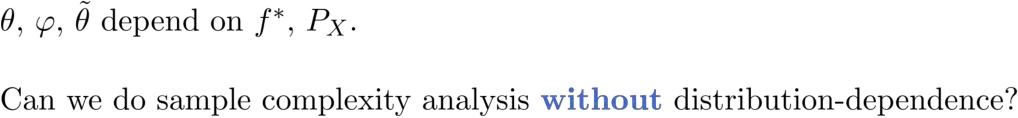 θ, φ, θ̃ depend on f*, P_X.
Can we do sample complexity analysis without distribution-dependence?